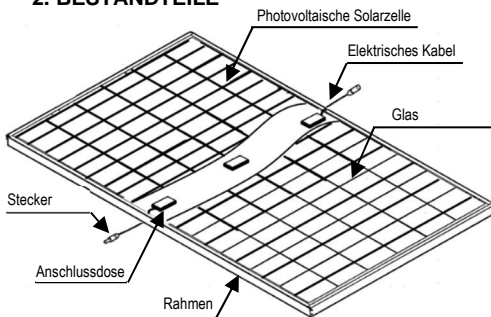 2. BESTANDTEILE
Photovoltaische Solarzelle
Elektrisches Kabel
Glas
Stecker
Anschlussdose
Rahmen